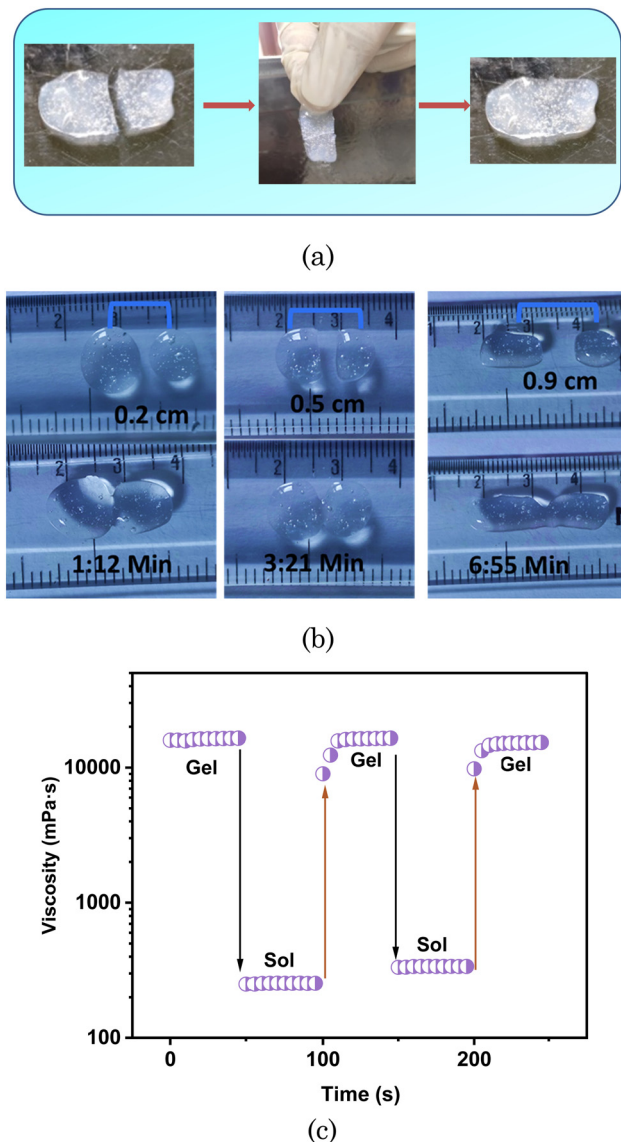 (a)
2 3 4
0.2 cm
2 3 4
0.5 cm
2 3 4
0.9 cm
2 3 4
1:12 Min
2 3 4
3:21 Min
2 3 4
6:55 Min
(b)
Viscosity (mPa·s)
10000
1000
100
Gel
Gel
Gel
Sol
Sol
0
100
200
Time (s)
(c)